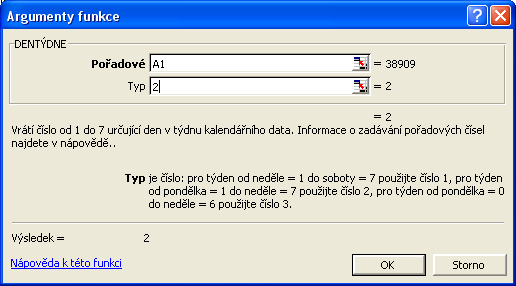 Argumenty funkce
DENTÝDNE
Pořadové A1 = 38909
Typ 2 = 2
= 2
Vrátí číslo od 1 do 7 určující den v týdnu kalendářního data. Informace o zadávání pořadových čísel
najdete v nápovědě..
Typ je číslo: pro týden od neděle = 1 do soboty = 7 použijte číslo 1, pro týden
od pondělka = 1 do neděle = 7 použijte číslo 2, pro týden od pondělka = 0
do neděle = 6 použijte číslo 3.
Výsledek = 2
Nápověda k této funkci OK Storno